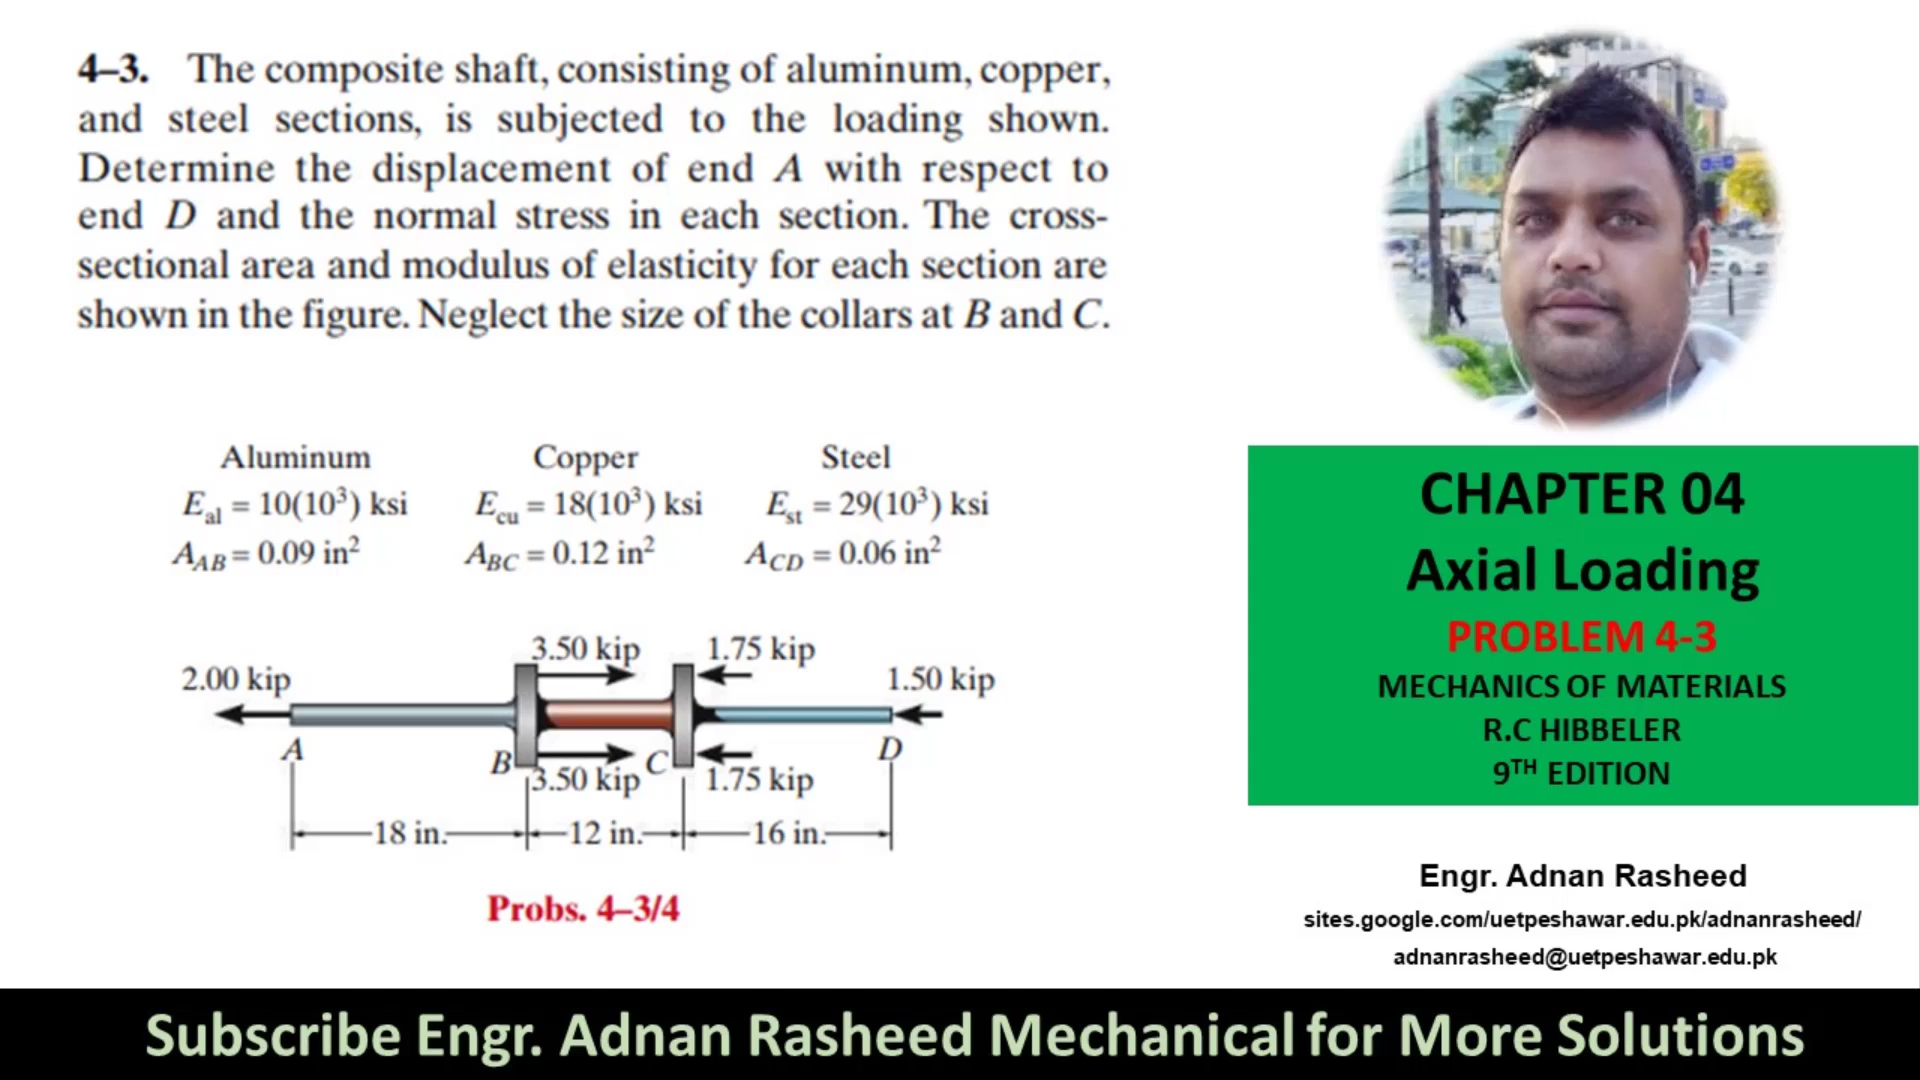 4–3. The composite shaft, consisting of aluminum, copper,
and steel sections, is subjected to the loading shown.
Determine the displacement of end A with respect to
end D and the normal stress in each section. The cross-
sectional area and modulus of elasticity for each section are
shown in the figure. Neglect the size of the collars at B and C.
Aluminum Copper Steel
E_al = 10(10³) ksi E_cu = 18(10³) ksi E_st = 29(10³) ksi
A_AB = 0.09 in² A_BC = 0.12 in² A_CD = 0.06 in²
3.50 kip 1.75 kip
2.00 kip 1.50 kip
A B C D
3.50 kip 1.75 kip
18 in. 12 in. 16 in.
Probs. 4–3/4
CHAPTER 04
Axial Loading
PROBLEM 4-3
MECHANICS OF MATERIALS
R.C HIBBELER
9TH EDITION
Engr. Adnan Rasheed
sites.google.com/uetpeshawar.edu.pk/adnanrasheed/
adnanrasheed@uetpeshawar.edu.pk
Subscribe Engr. Adnan Rasheed Mechanical for More Solutions